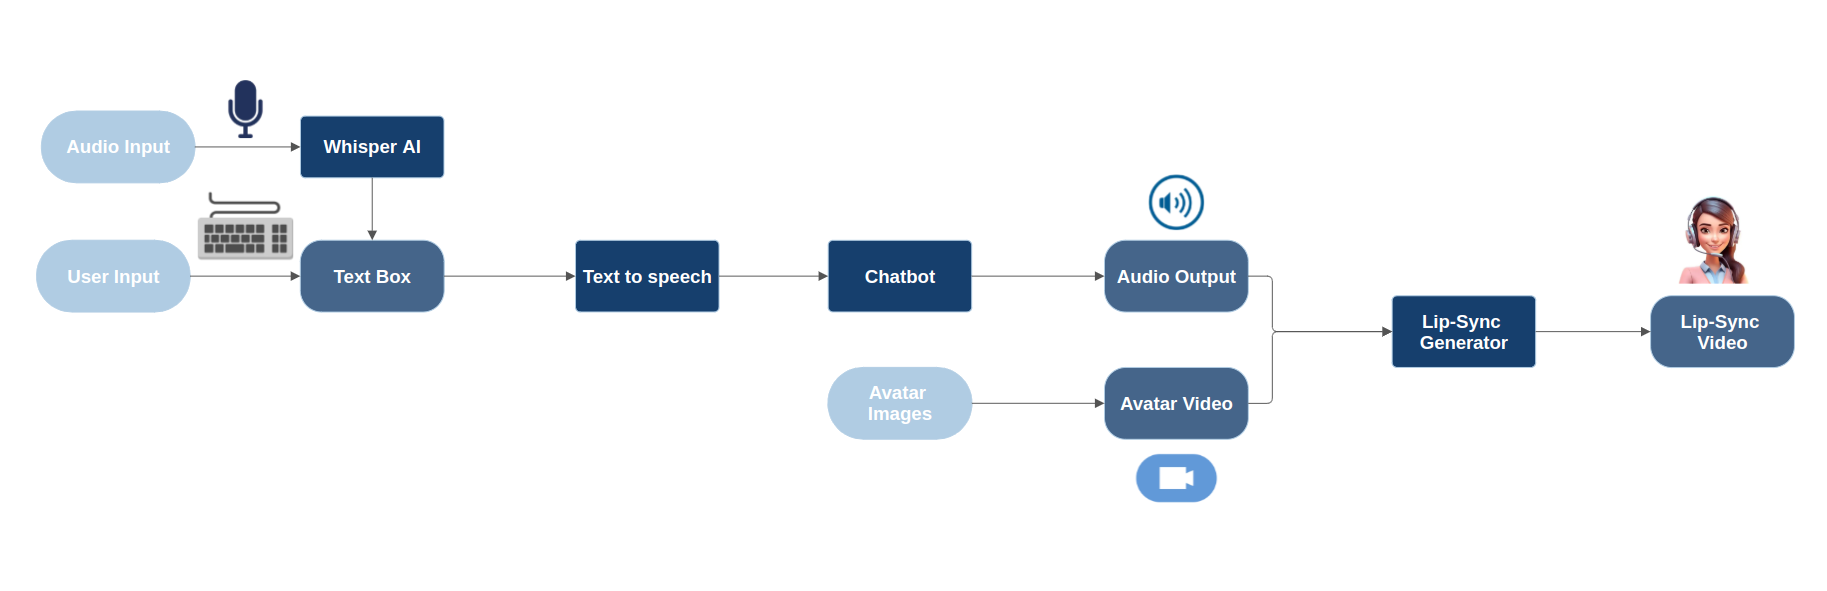 Audio Input
Whisper AI
User Input
Text Box
Text to speech
Chatbot
Audio Output
Avatar
Images
Avatar Video
Lip-Sync
Generator
Lip-Sync
Video